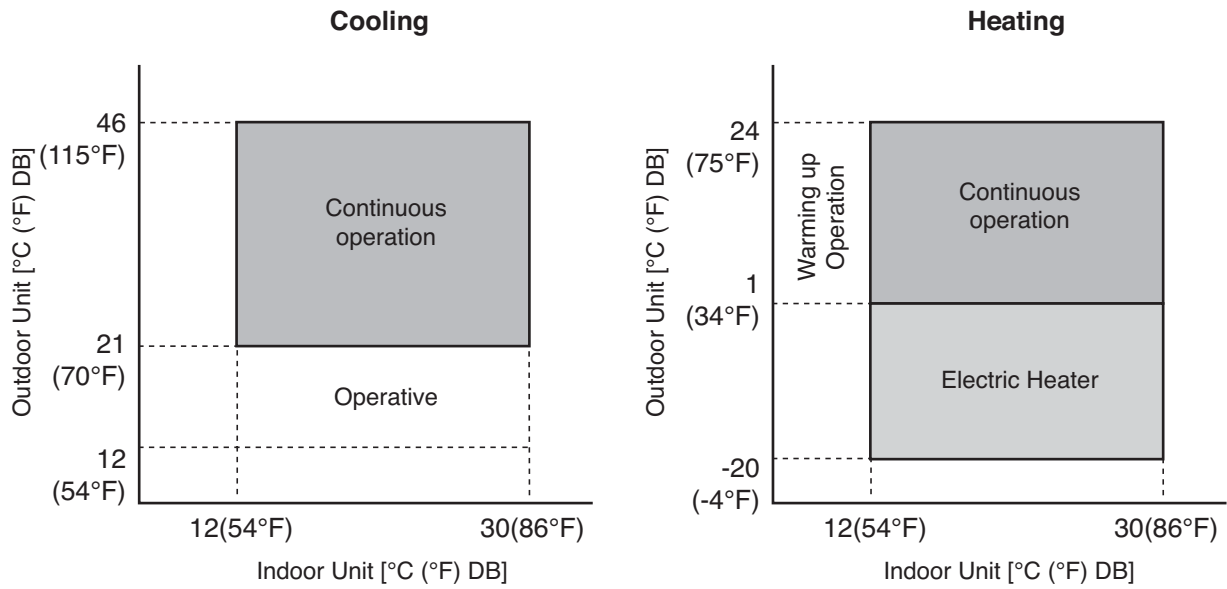 Cooling
Outdoor Unit [°C (°F) DB]
46
(115°F)
21
(70°F)
12
(54°F)
Continuous
operation
Operative
12(54°F)
30(86°F)
Indoor Unit [°C (°F) DB]
Heating
Outdoor Unit [°C (°F) DB]
24
(75°F)
1
(34°F)
-20
(-4°F)
Warming up
Operation
Continuous
operation
Electric Heater
12(54°F)
30(86°F)
Indoor Unit [°C (°F) DB]